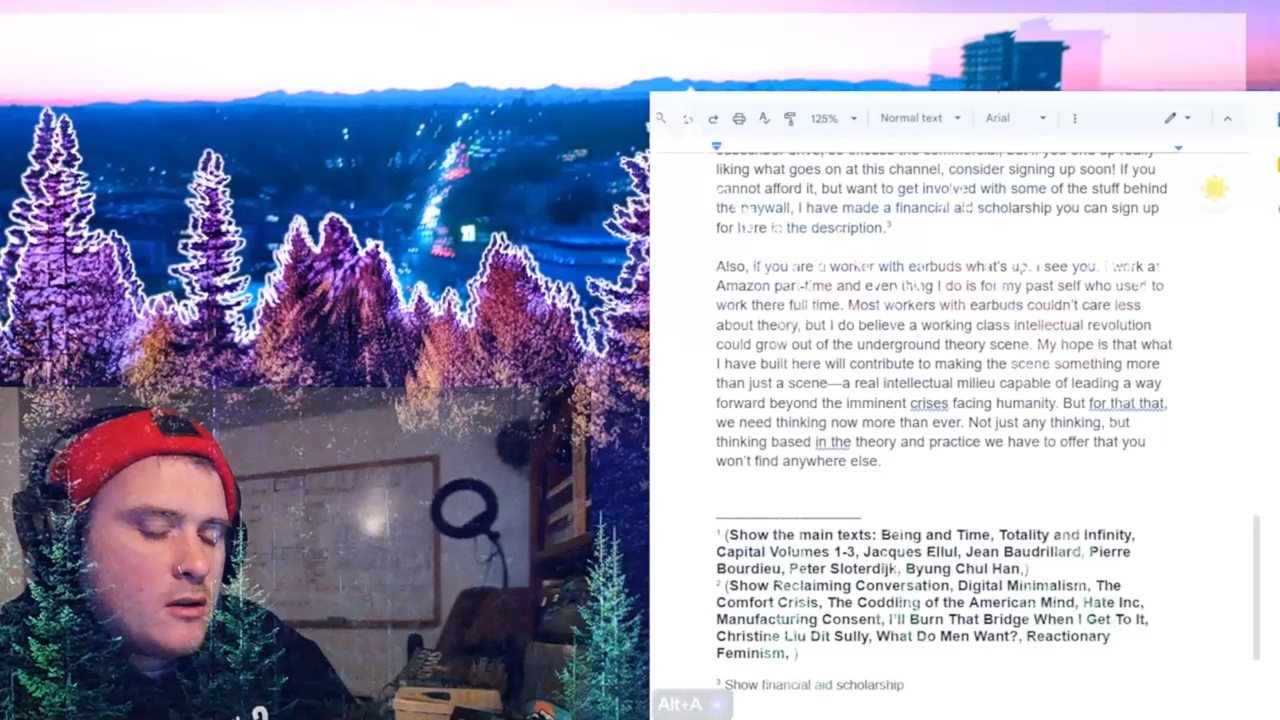 125%
Normal text
Arial
liking what goes on at this channel, consider signing up soon! If you
cannot afford it, but want to get involved with some of the stuff behind
the paywall, I have made a financial aid scholarship you can sign up
for here in the description.³
Also, if you are a worker with earbuds what's up, I see you. I work at
Amazon part-time and everything I do is for my past self who used to
work there full time. Most workers with earbuds couldn't care less
about theory, but I do believe a working class intellectual revolution
could grow out of the underground theory scene. My hope is that what
I have built here will contribute to making the scene something more
than just a scene—a real intellectual milieu capable of leading a way
forward beyond the imminent crises facing humanity. But for that that,
we need thinking now more than ever. Not just any thinking, but
thinking based in the theory and practice we have to offer that you
won't find anywhere else.
¹ (Show the main texts: Being and Time, Totality and Infinity,
Capital Volumes 1-3, Jacques Ellul, Jean Baudrillard, Pierre
Bourdieu, Peter Sloterdijk, Byung Chul Han,)
² (Show Reclaiming Conversation, Digital Minimalism, The
Comfort Crisis, The Coddling of the American Mind, Hate Inc,
Manufacturing Consent, I'll Burn That Bridge When I Get To It,
Christine Liu Dit Sully, What Do Men Want?, Reactionary
Feminism, )
³ Show financial aid scholarship
Alt+A